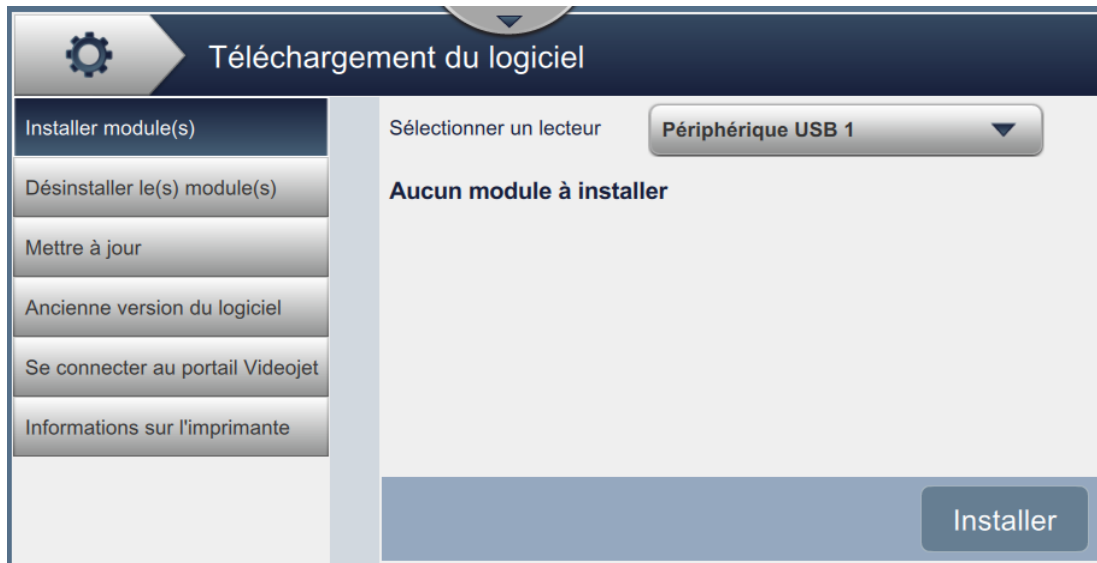 Téléchargement du logiciel
Installer module(s)
Désinstaller le(s) module(s)
Mettre à jour
Ancienne version du logiciel
Se connecter au portail Videojet
Informations sur l'imprimante
Sélectionner un lecteur
Périphérique USB 1
Aucun module à installer
Installer